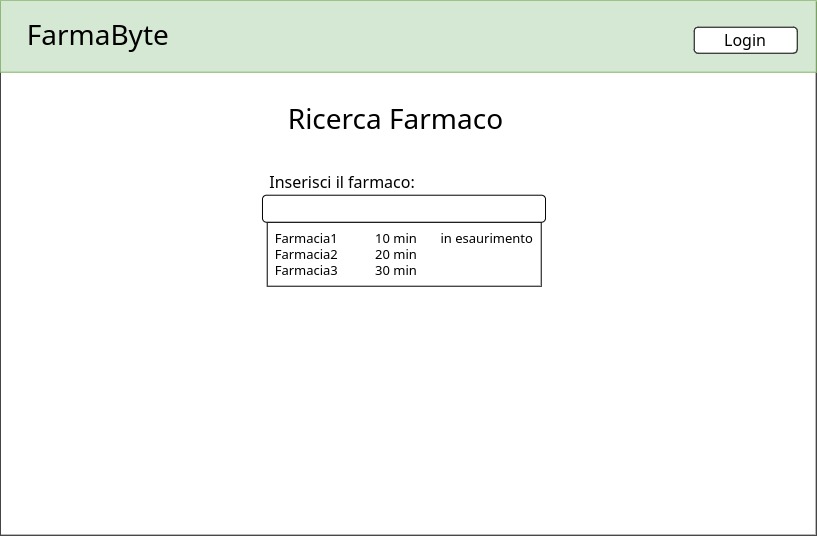 FarmaByte
Login
Ricerca Farmaco
Inserisci il farmaco:
Farmacia1 10 min in esaurimento
Farmacia2 20 min
Farmacia3 30 min